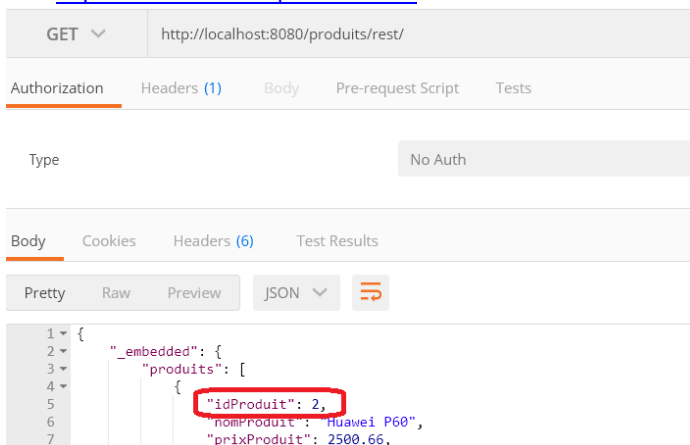 GET http://localhost:8080/produits/rest/
Authorization Headers (1) Body Pre-request Script Tests
Type No Auth
Body Cookies Headers (6) Test Results
Pretty Raw Preview JSON
1 {
2 "_embedded": {
3 "produits": [
4 {
5 "idProduit": 2,
6 "nomProduit": "Huawei P60",
7 "prixProduit": 2500.66,